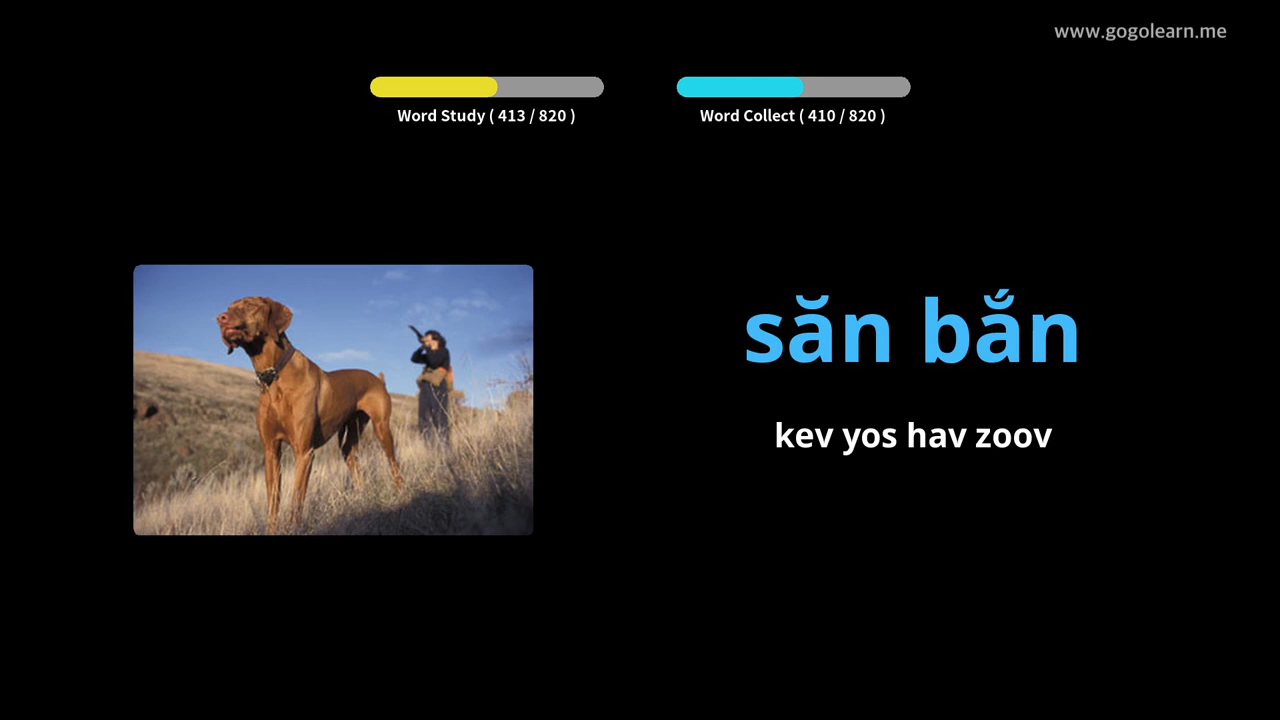 www.gogolearn.me
Word Study ( 413 / 820 )
Word Collect ( 410 / 820 )
săn bắn
kev yos hav zoov